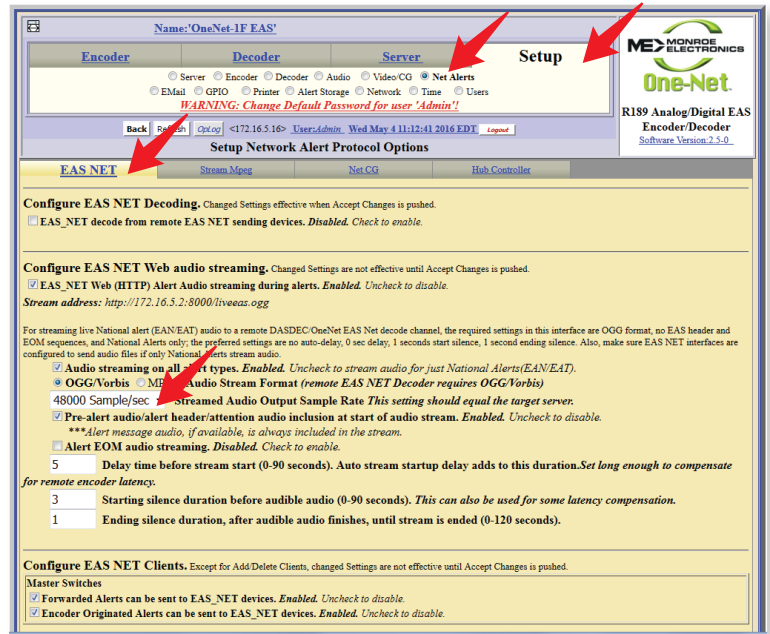 Name:'OneNet-1F EAS'
Encoder Decoder Server Setup
Server Encoder Decoder Audio Video/CG Net Alerts
EMail GPIO Printer Alert Storage Network Time Users
WARNING: Change Default Password for user 'Admin'!
MONROE
ELECTRONICS
One-Net
R189 Analog/Digital EAS
Encoder/Decoder
Software Version:2.5-0
Back OpLog <172.16.5.16> User:Admin Wed May 4 11:12:41 2016 EDT Logout
Setup Network Alert Protocol Options
EAS NET Stream Mpeg Net CG Hub Controller
Configure EAS NET Decoding. Changed Settings effective when Accept Changes is pushed.
EAS_NET decode from remote EAS NET sending devices. Disabled. Check to enable.
Configure EAS NET Web audio streaming. Changed Settings are not effective until Accept Changes is pushed.
EAS_NET Web (HTTP) Alert Audio streaming during alerts. Enabled. Uncheck to disable.
Stream address: http://172.16.5.2:8000/liveeas.ogg
For streaming live National alert (EAN/EAT) audio to a remote DASDEC/OneNet EAS Net decode channel, the required settings in this interface are OGG format, no EAS header and
EOM sequences, and National Alerts only; the preferred settings are no auto-delay, 0 sec delay, 1 seconds start silence, 1 second ending silence. Also, make sure EAS NET interfaces are
configured to send audio files if only National Alerts stream audio.
Audio streaming on all alert types. Enabled. Uncheck to stream audio for just National Alerts(EAN/EAT).
OGG/Vorbis Audio Stream Format (remote EAS NET Decoder requires OGG/Vorbis)
48000 Sample/sec Streamed Audio Output Sample Rate This setting should equal the target server.
Pre-alert audio/alert header/attention audio inclusion at start of audio stream. Enabled. Uncheck to disable.
***Alert message audio, if available, is always included in the stream.
Alert EOM audio streaming. Disabled. Check to enable.
5 Delay time before stream start (0-90 seconds). Auto stream startup delay adds to this duration.Set long enough to compensate
for remote encoder latency.
3 Starting silence duration before audible audio (0-90 seconds). This can also be used for some latency compensation.
1 Ending silence duration, after audible audio finishes, until stream is ended (0-120 seconds).
Configure EAS NET Clients. Except for Add/Delete Clients, changed Settings are not effective until Accept Changes is pushed.
Master Switches
Forwarded Alerts can be sent to EAS_NET devices. Enabled. Uncheck to disable.
Encoder Originated Alerts can be sent to EAS_NET devices. Enabled. Uncheck to disable.